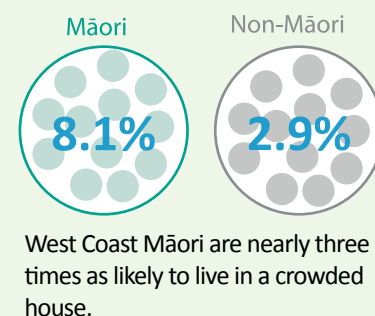 Māori Non-Māori
8.1% 2.9%
West Coast Māori are nearly three
times as likely to live in a crowded
house.